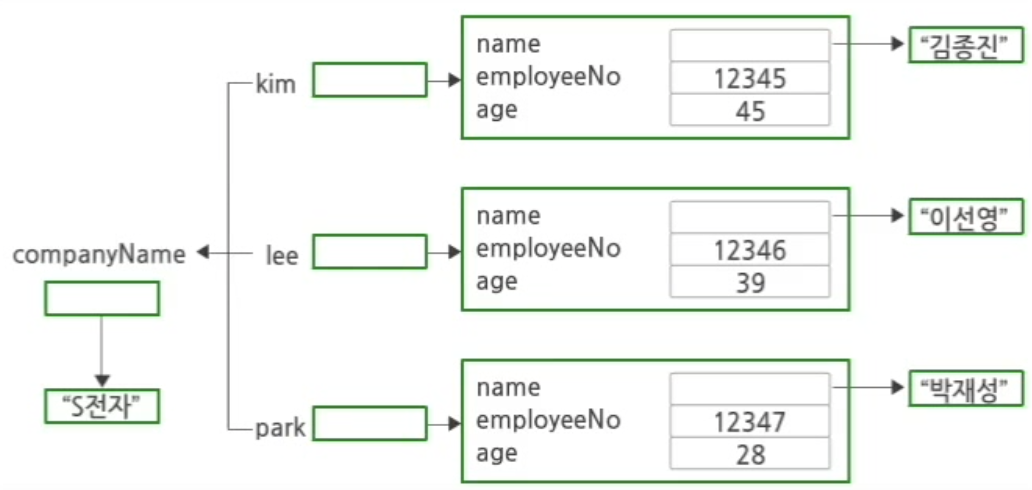 kim
name
employeeNo 12345
age 45
“김종진”
companyName
“S전자”
lee
name
employeeNo 12346
age 39
“이선영”
park
name
employeeNo 12347
age 28
“박재성”